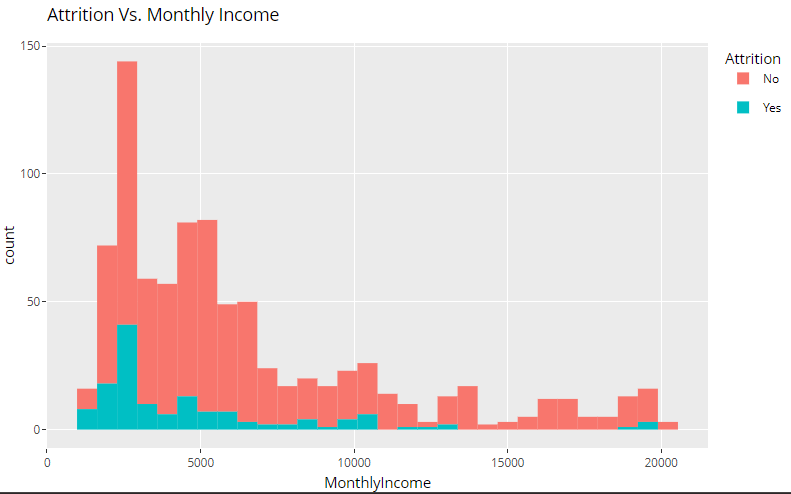 Attrition Vs. Monthly Income
150
100
50
0
count
0 5000 10000 15000 20000
MonthlyIncome
Attrition
No
Yes